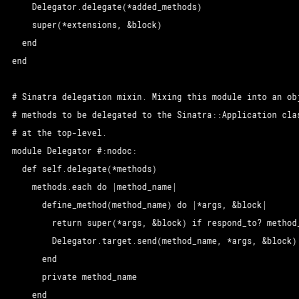 Delegator.delegate(*added_methods)
super(*extensions, &block)
end
end
# Sinatra delegation mixin. Mixing this module into an obj
# methods to be delegated to the Sinatra::Application clas
# at the top-level.
module Delegator #:nodoc:
def self.delegate(*methods)
methods.each do |method_name|
define_method(method_name) do |*args, &block|
return super(*args, &block) if respond_to? method_
Delegator.target.send(method_name, *args, &block)
end
private method_name
end